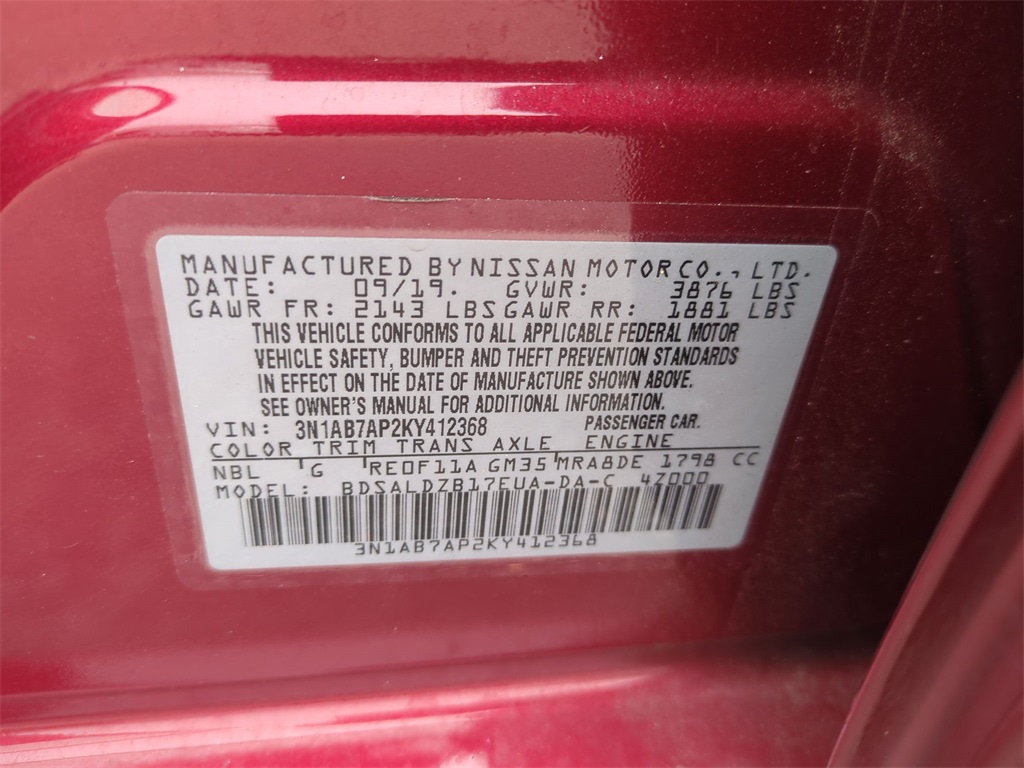 MANUFACTURED BY NISSAN MOTOR CO., LTD.
DATE: 09/19. GVWR: 3876 LBS
GAWR FR: 2143 LBS GAWR RR: 1881 LBS
THIS VEHICLE CONFORMS TO ALL APPLICABLE FEDERAL MOTOR
VEHICLE SAFETY, BUMPER AND THEFT PREVENTION STANDARDS
IN EFFECT ON THE DATE OF MANUFACTURE SHOWN ABOVE.
SEE OWNER'S MANUAL FOR ADDITIONAL INFORMATION.
VIN: 3N1AB7AP2KY412368 PASSENGER CAR.
COLOR TRIM TRANS AXLE ENGINE
NBL G RE0F11A GM35 MRA8DE 1798 CC
MODEL: BDSALDZB17EUA-DA-C 4Z000
3N1AB7AP2KY412368